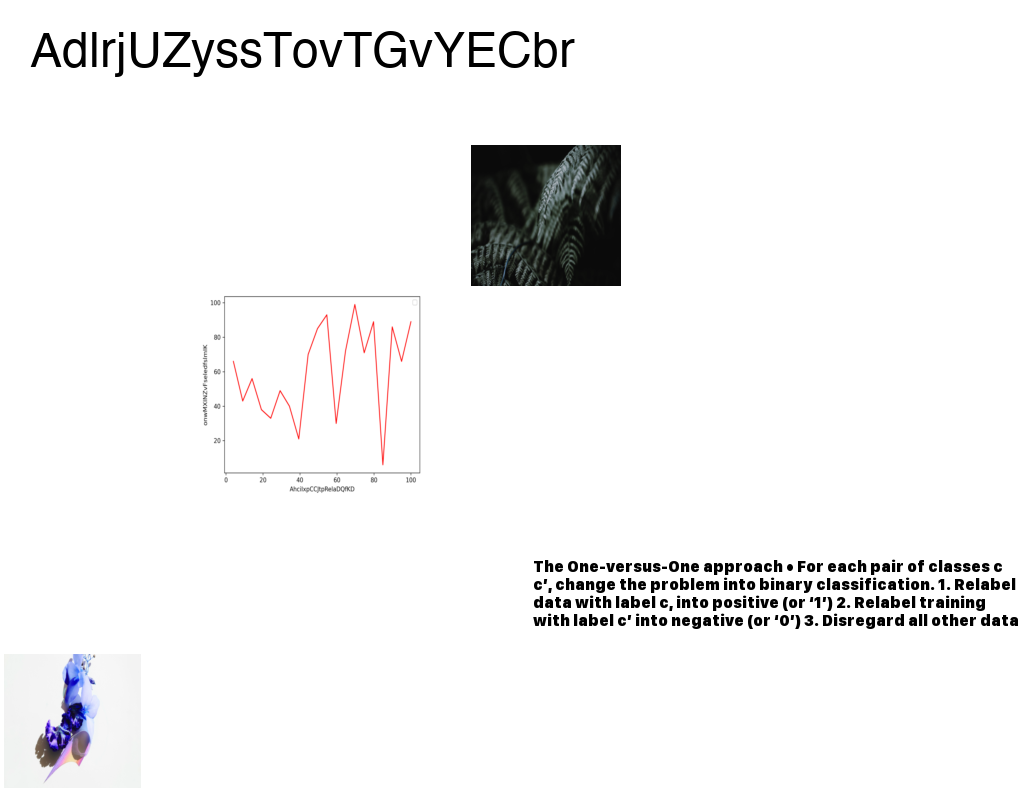 AdlrjUZyssTovTGvYECbr
100
80
60
40
20
0 20 40 60 80 100
The One-versus-One approach • For each pair of classes c
c’, change the problem into binary classification. 1. Relabel
data with label c, into positive (or ‘1’) 2. Relabel training
with label c’ into negative (or ‘0’) 3. Disregard all other data